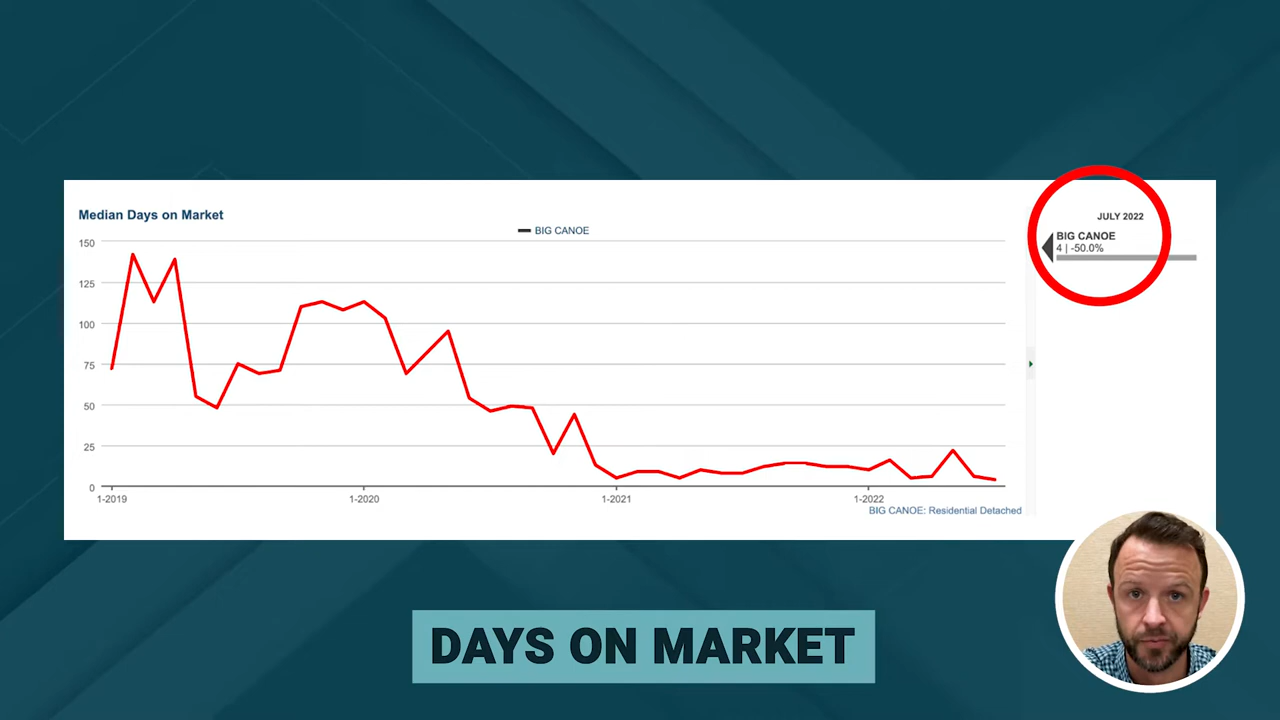 Median Days on Market
BIG CANOE
JULY 2022
BIG CANOE
4 | -50.0%
150
125
100
75
50
25
0
1-2019
1-2020
1-2021
1-2022
BIG CANOE: Residential Detached
DAYS ON MARKET